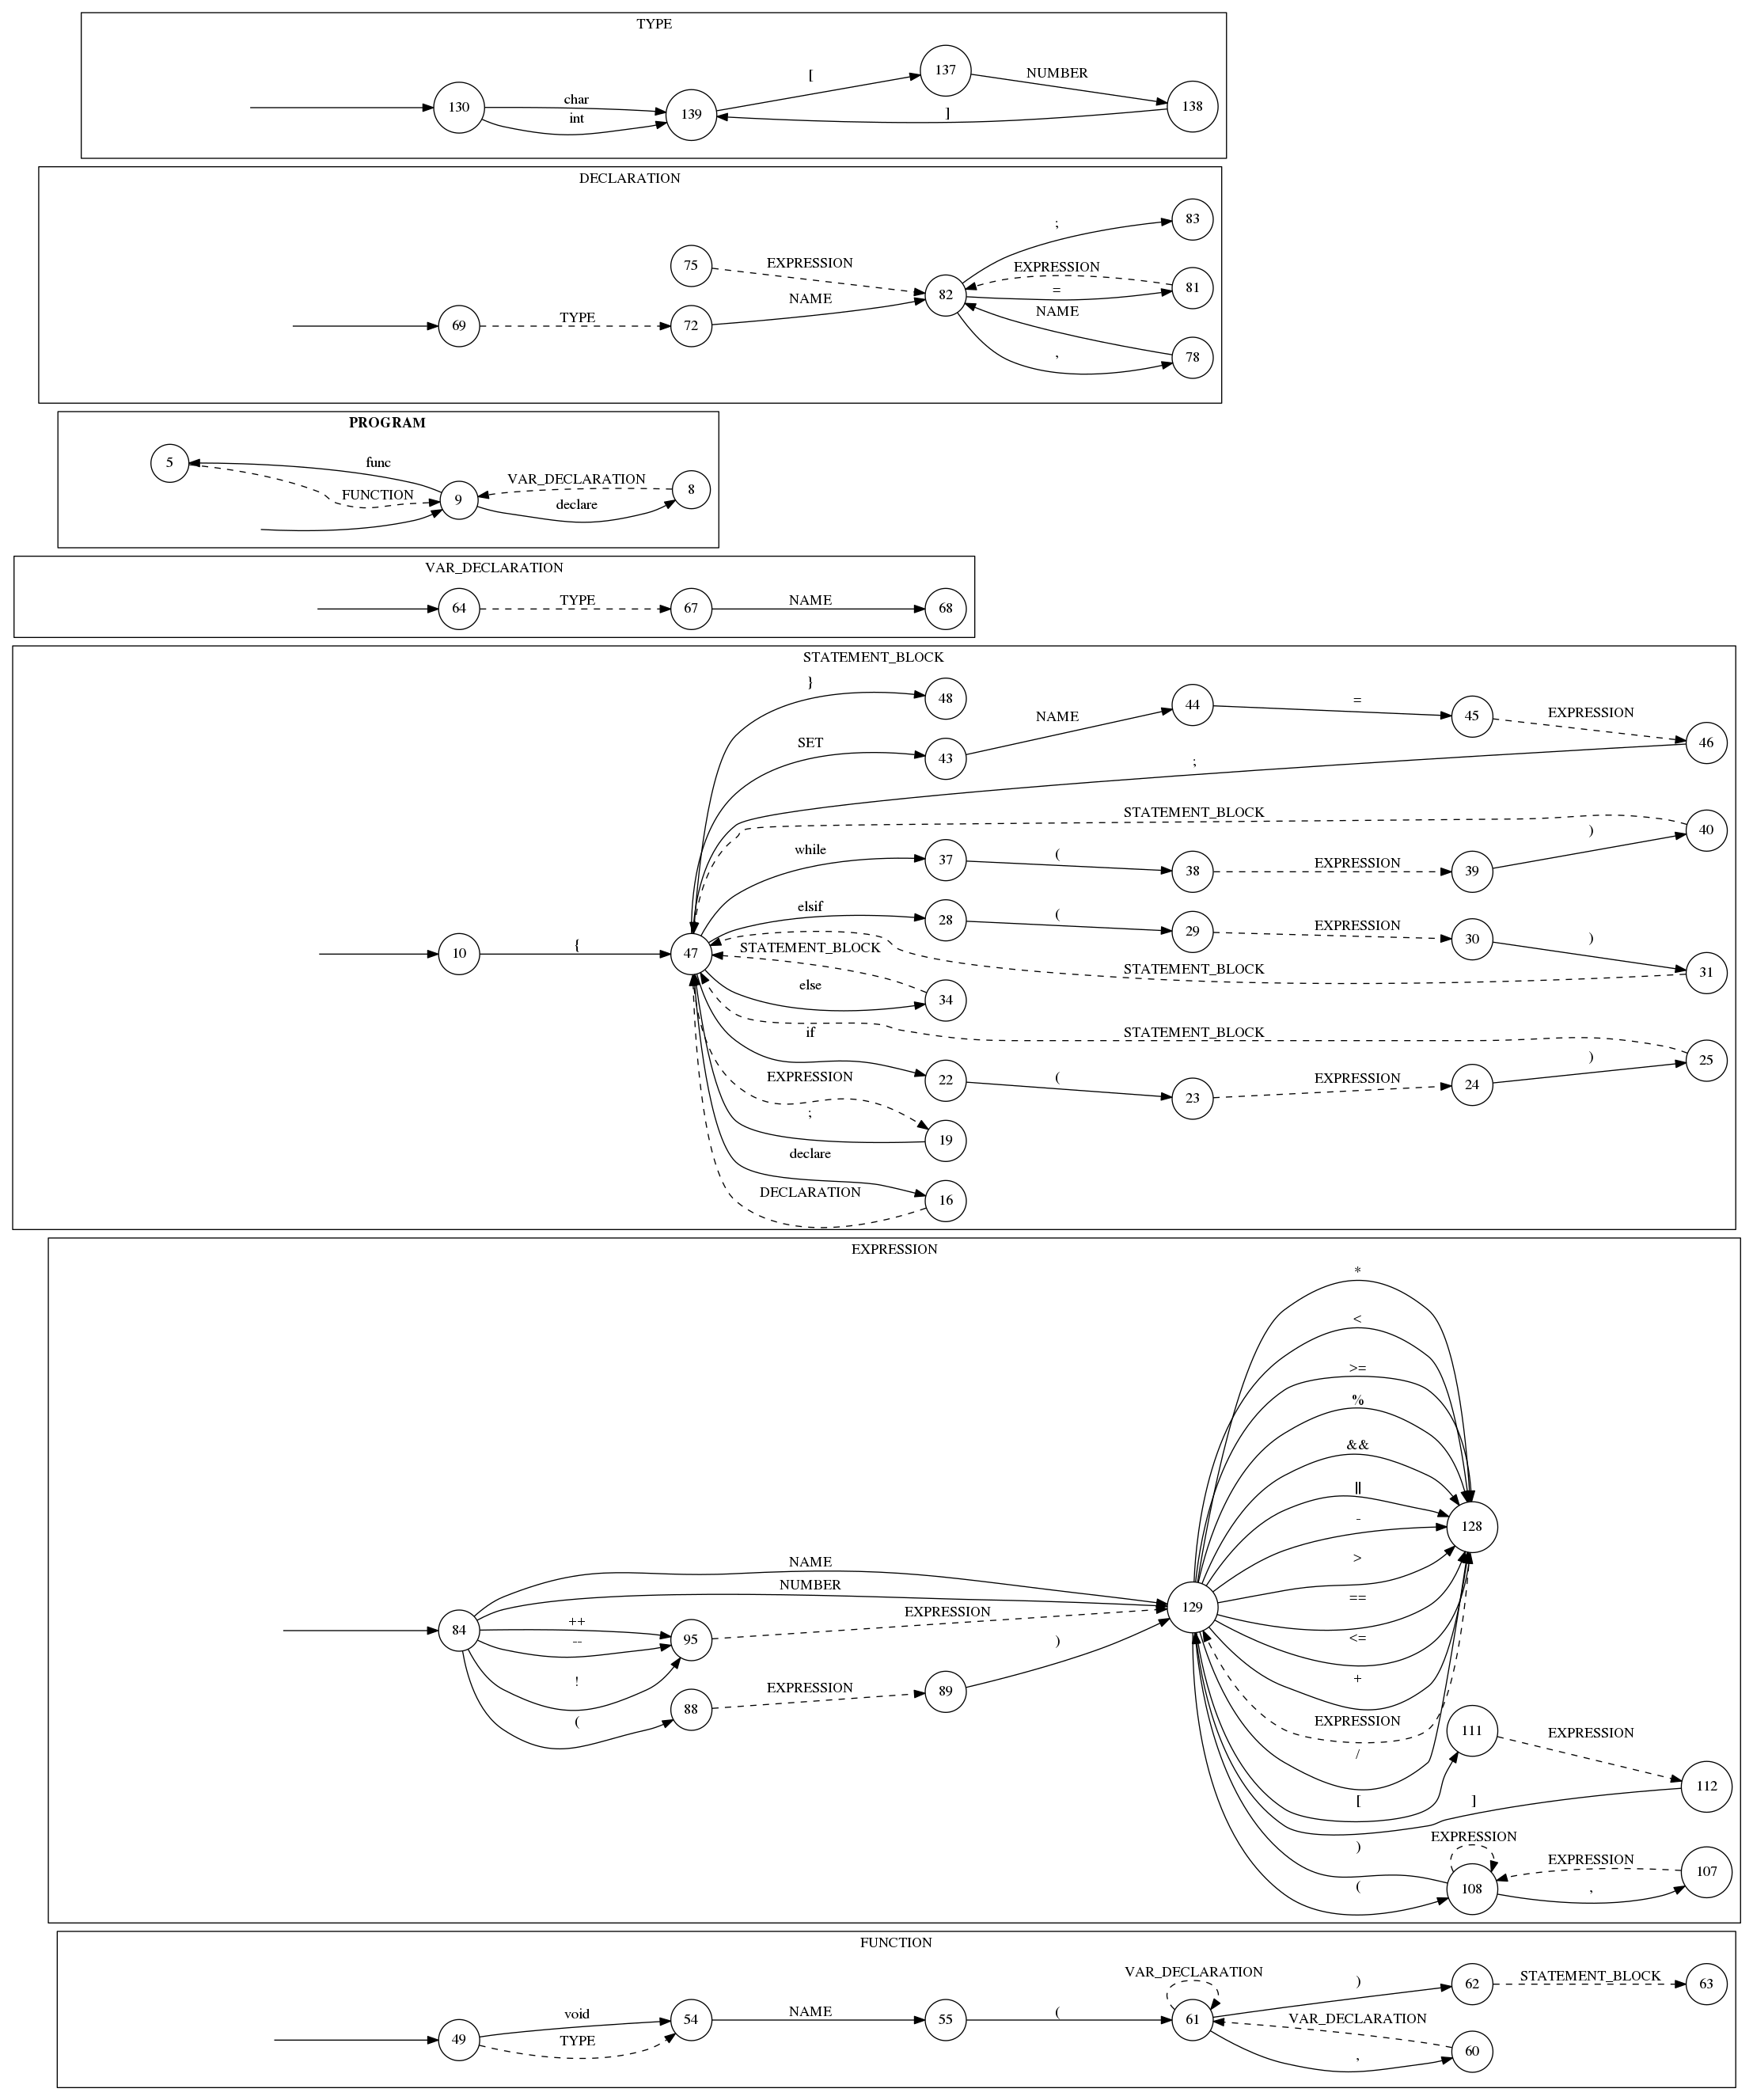 TYPE
130
char
int
139
[
137
NUMBER
138
]
DECLARATION
69
TYPE
75
EXPRESSION
72
NAME
82
;
83
EXPRESSION
=
81
NAME
,
78
PROGRAM
5
func
FUNCTION
9
VAR_DECLARATION
declare
8
VAR_DECLARATION
64
TYPE
67
NAME
68
STATEMENT_BLOCK
}
48
SET
43
NAME
44
=
45
EXPRESSION
46
;
STATEMENT_BLOCK
40
while
37
(
38
EXPRESSION
39
)
elsif
28
(
29
EXPRESSION
30
)
31
10
{
47
STATEMENT_BLOCK
STATEMENT_BLOCK
else
34
if
STATEMENT_BLOCK
25
22
(
23
EXPRESSION
24
)
EXPRESSION
;
19
declare
DECLARATION
16
EXPRESSION
*
<
>=
%
&&
||
-
128
>
==
<=
+
EXPRESSION
/
84
NAME
NUMBER
++
--
!
(
95
EXPRESSION
129
88
EXPRESSION
89
)
[
111
EXPRESSION
112
]
)
(
EXPRESSION
108
EXPRESSION
,
107
FUNCTION
49
void
TYPE
54
NAME
55
(
VAR_DECLARATION
61
)
62
STATEMENT_BLOCK
63
VAR_DECLARATION
,
60